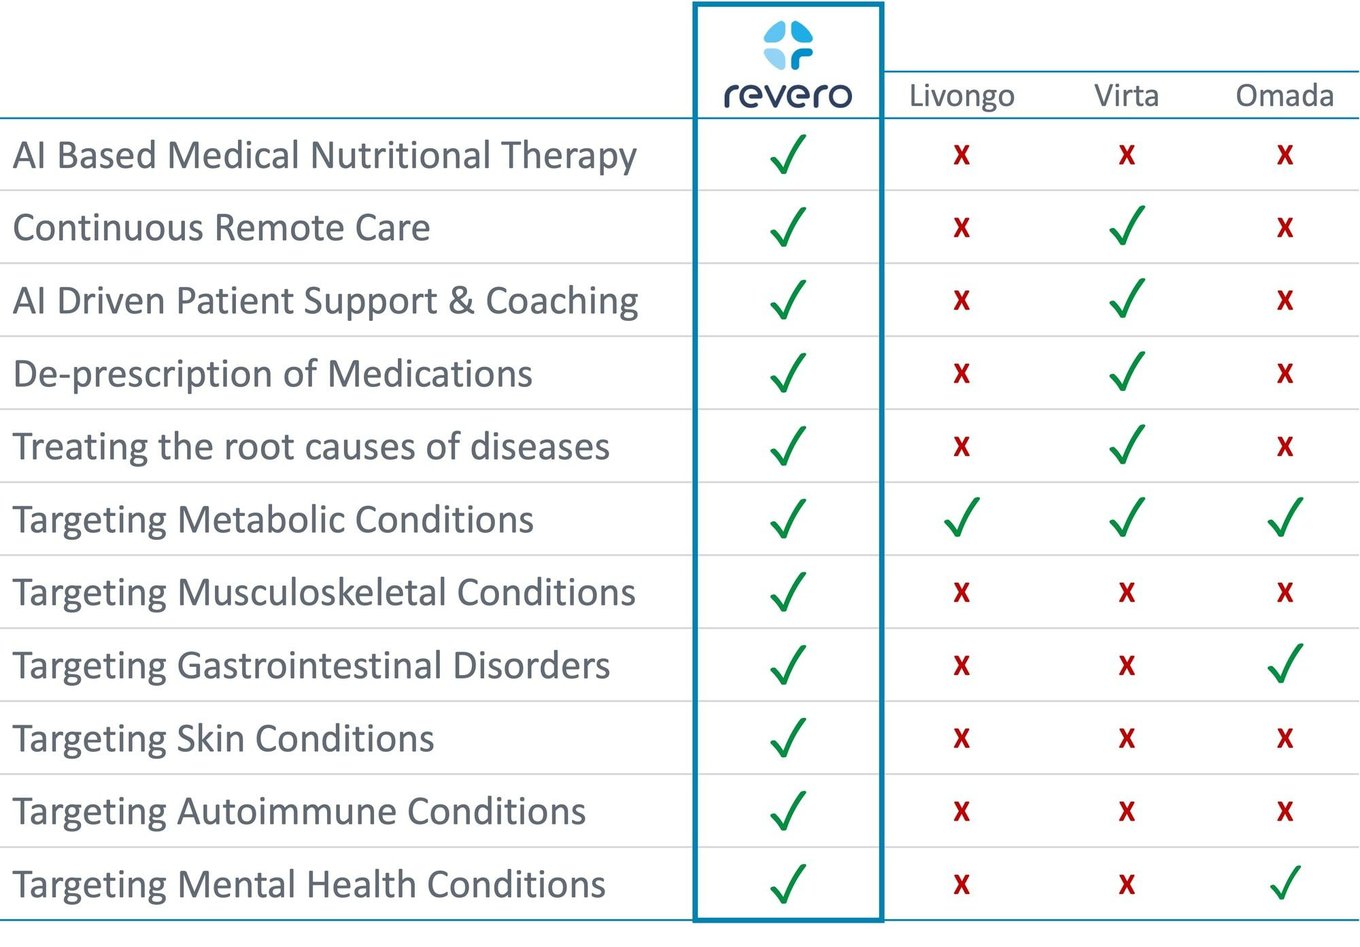 revero Livongo Virta Omada
AI Based Medical Nutritional Therapy ✓ x x x
Continuous Remote Care ✓ x ✓ x
AI Driven Patient Support & Coaching ✓ x ✓ x
De-prescription of Medications ✓ x ✓ x
Treating the root causes of diseases ✓ x ✓ x
Targeting Metabolic Conditions ✓ ✓ ✓ ✓
Targeting Musculoskeletal Conditions ✓ x x x
Targeting Gastrointestinal Disorders ✓ x x ✓
Targeting Skin Conditions ✓ x x x
Targeting Autoimmune Conditions ✓ x x x
Targeting Mental Health Conditions ✓ x x ✓